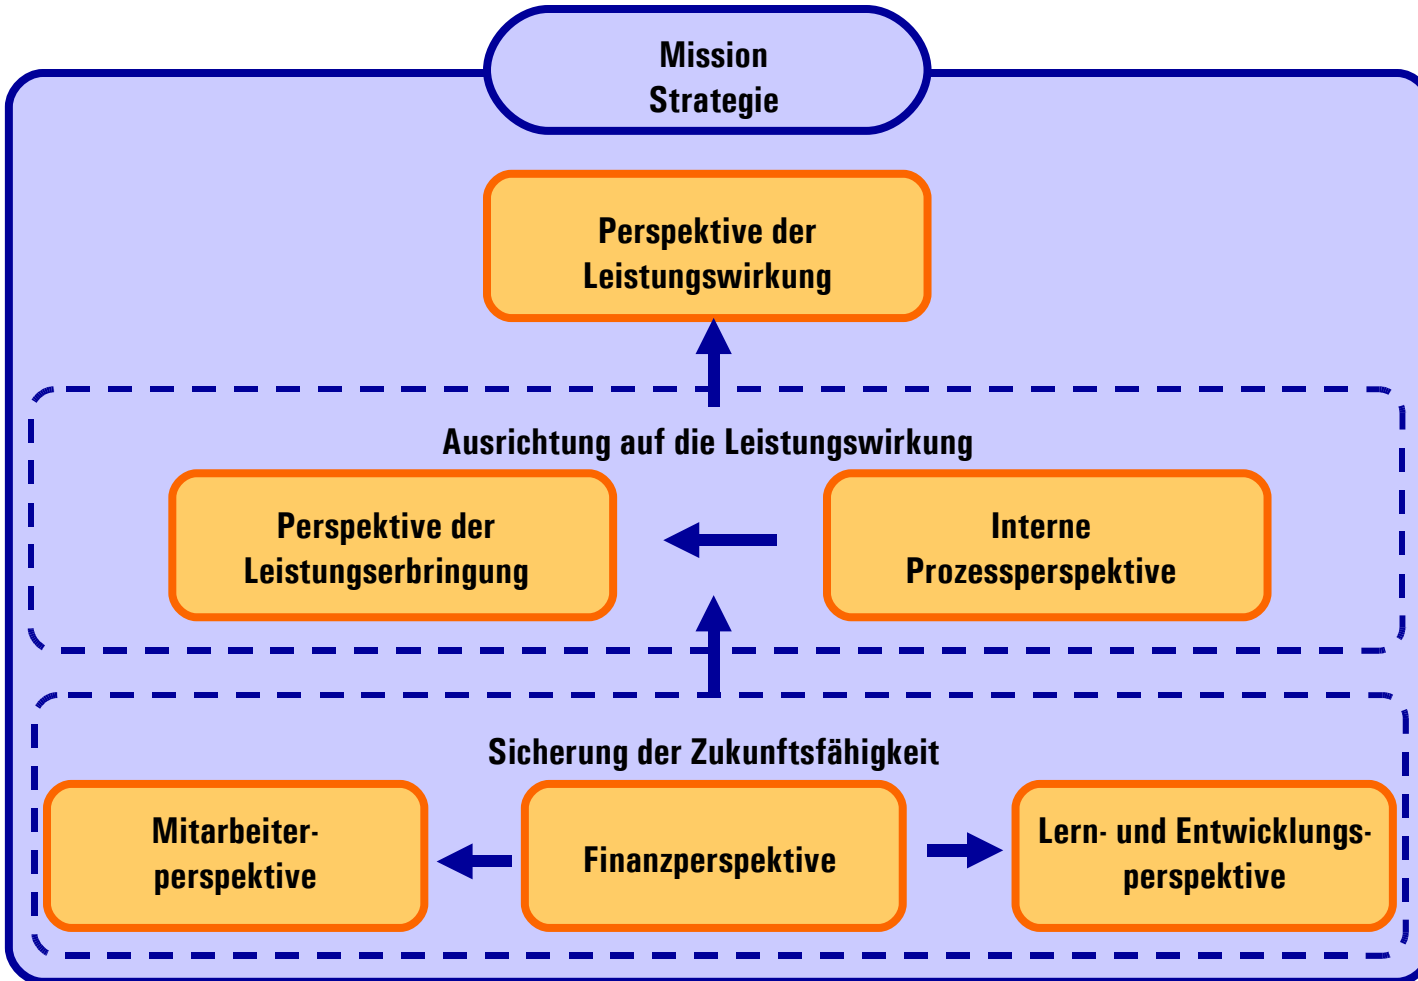 Mission
Strategie
Perspektive der
Leistungswirkung
Ausrichtung auf die Leistungswirkung
Perspektive der
Leistungserbringung
Interne
Prozessperspektive
Sicherung der Zukunftsfähigkeit
Mitarbeiter-
perspektive
Finanzperspektive
Lern- und Entwicklungs-
perspektive